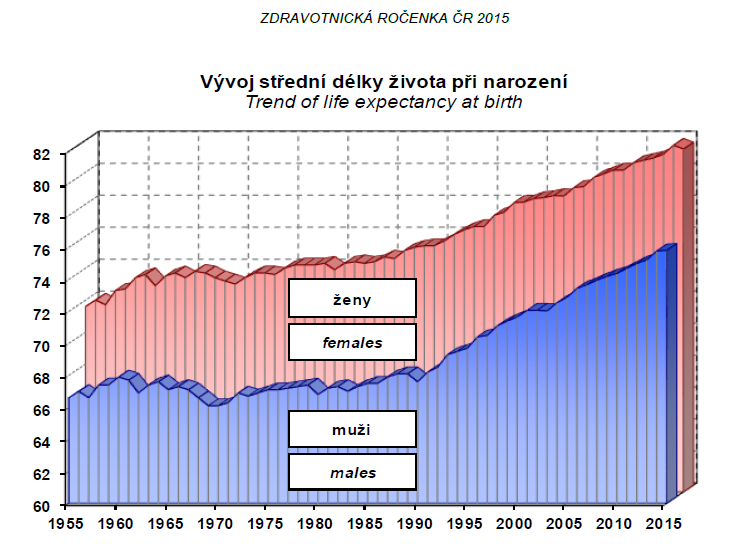 ZDRAVOTNICKÁ ROČENKA ČR 2015
Vývoj střední délky života při narození
Trend of life expectancy at birth
82
80
78
76
74
72
70
68
66
64
62
60
ženy
females
muži
males
1955 1960 1965 1970 1975 1980 1985 1990 1995 2000 2005 2010 2015